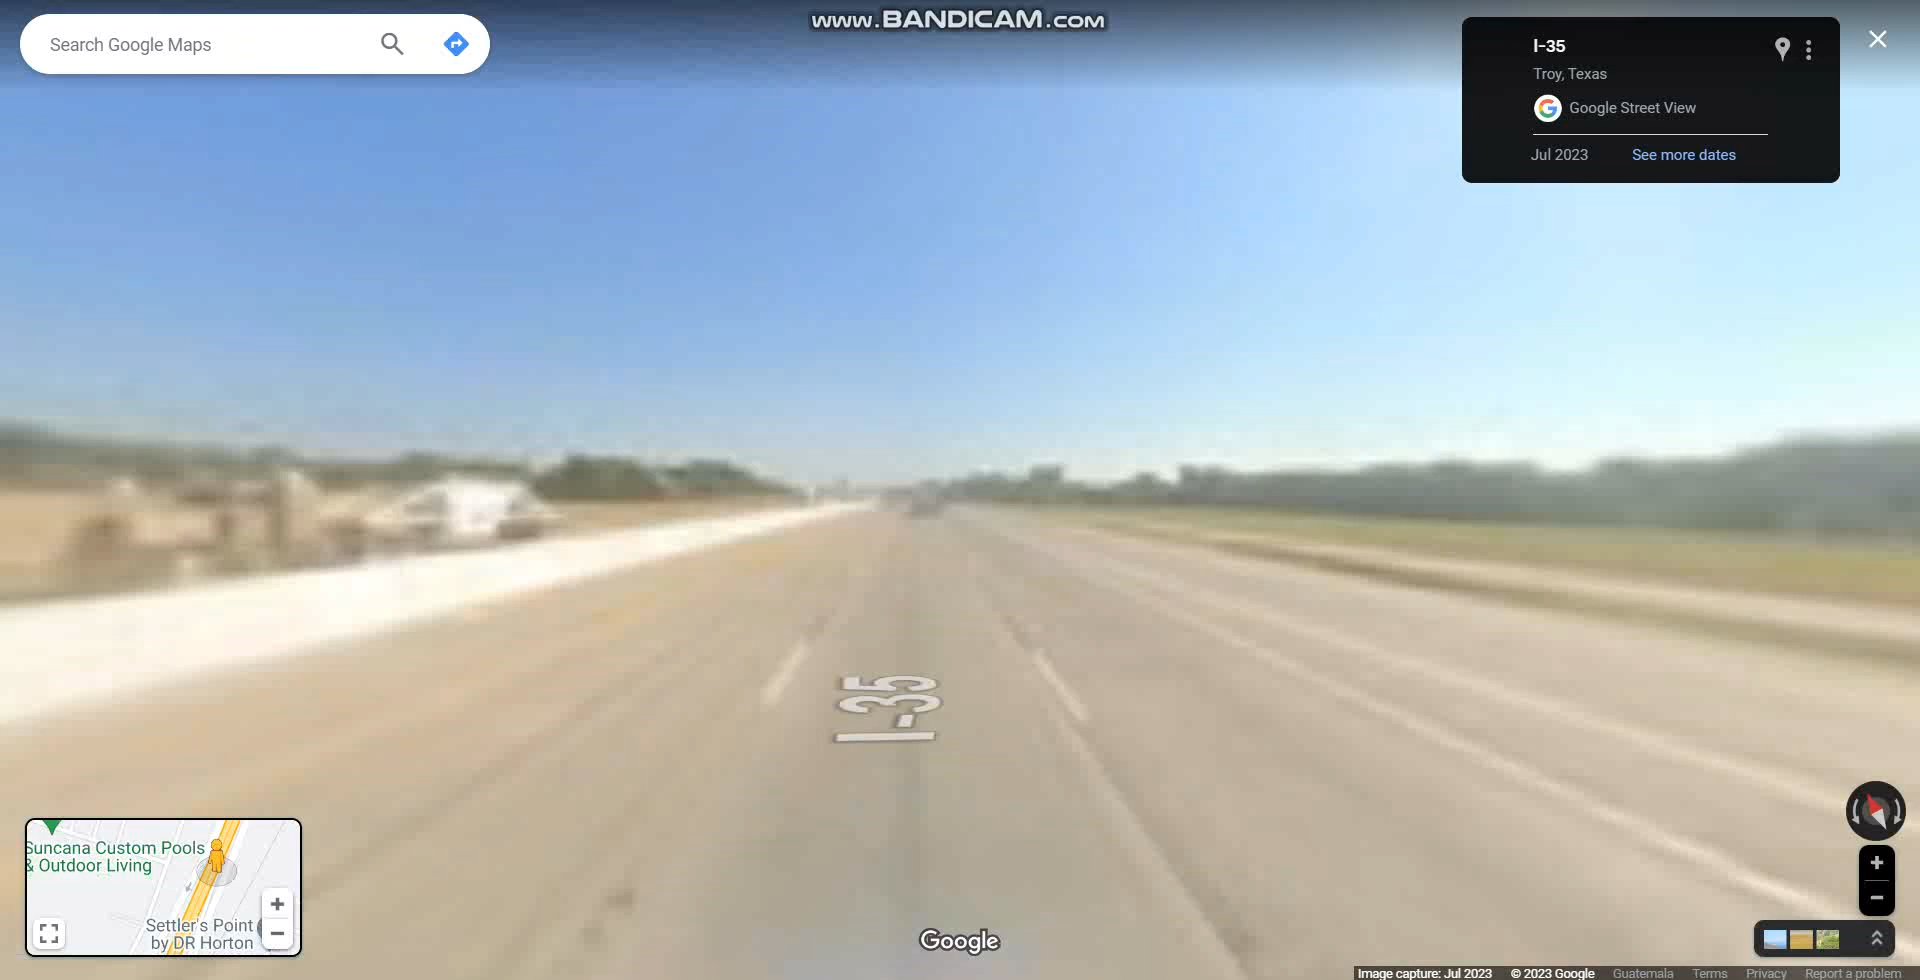 www.BANDICAM.com
Search Google Maps
I-35
Troy, Texas
Google Street View
Jul 2023 See more dates
I-35
Suncana Custom Pools
& Outdoor Living
Settler's Point
by DR Horton
Google
Image capture: Jul 2023 © 2023 Google Guatemala Terms Privacy Report a problem